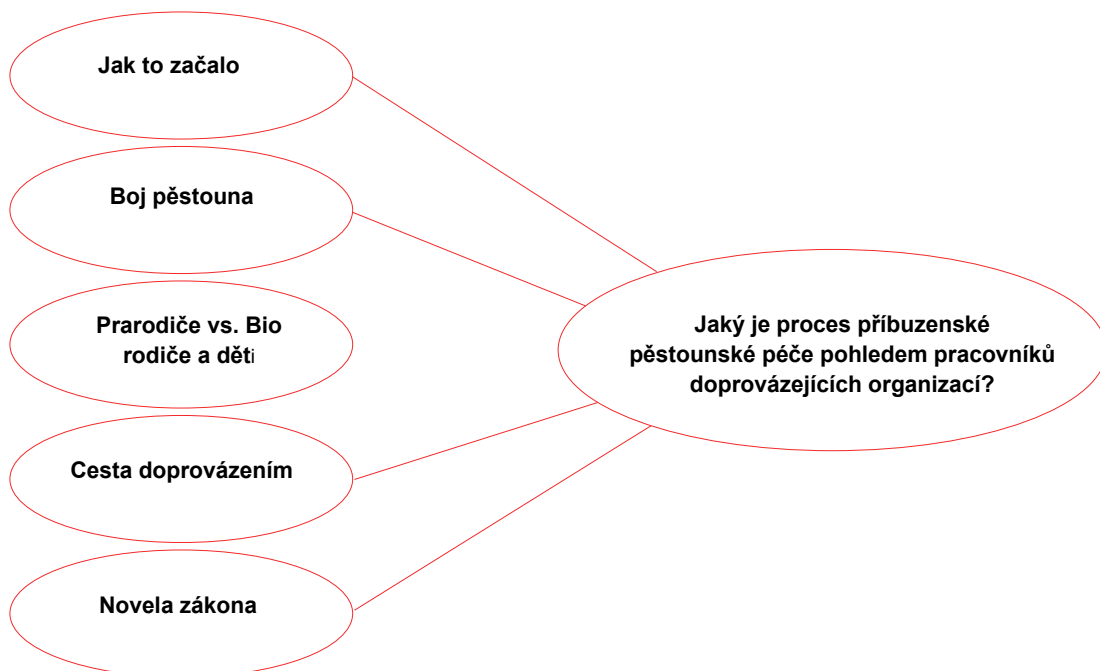 Jak to začalo
Boj pěstouna
Prarodiče vs. Bio
rodiče a děti
Cesta doprovázením
Novela zákona
Jaký je proces příbuzenské
pěstounské péče pohledem pracovníků
doprovázejících organizací?